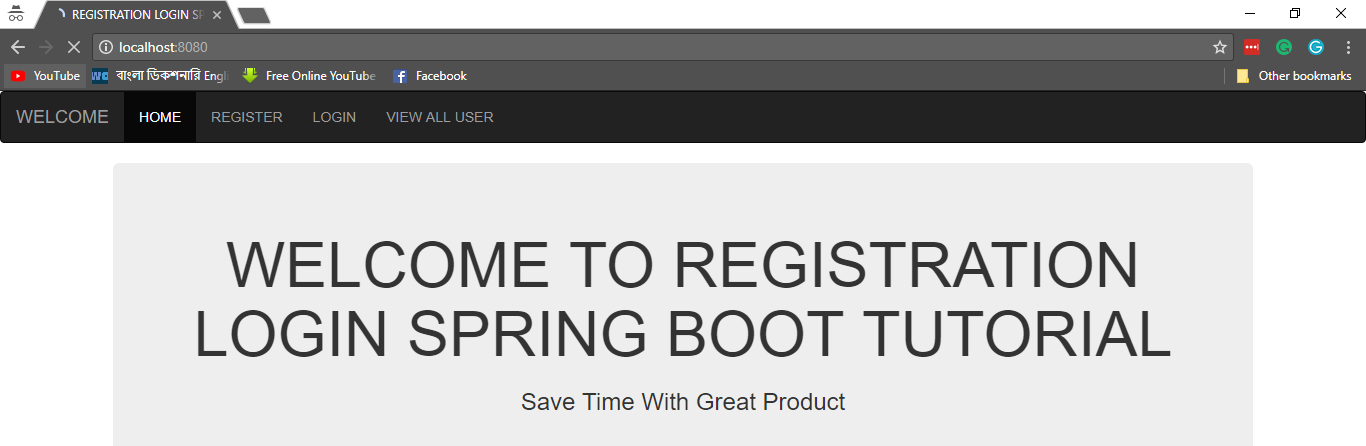 REGISTRATION LOGIN SP
localhost:8080
YouTube বাংলা ডিকশনারি Engli Free Online YouTube Facebook Other bookmarks
WELCOME HOME REGISTER LOGIN VIEW ALL USER
WELCOME TO REGISTRATION
LOGIN SPRING BOOT TUTORIAL
Save Time With Great Product